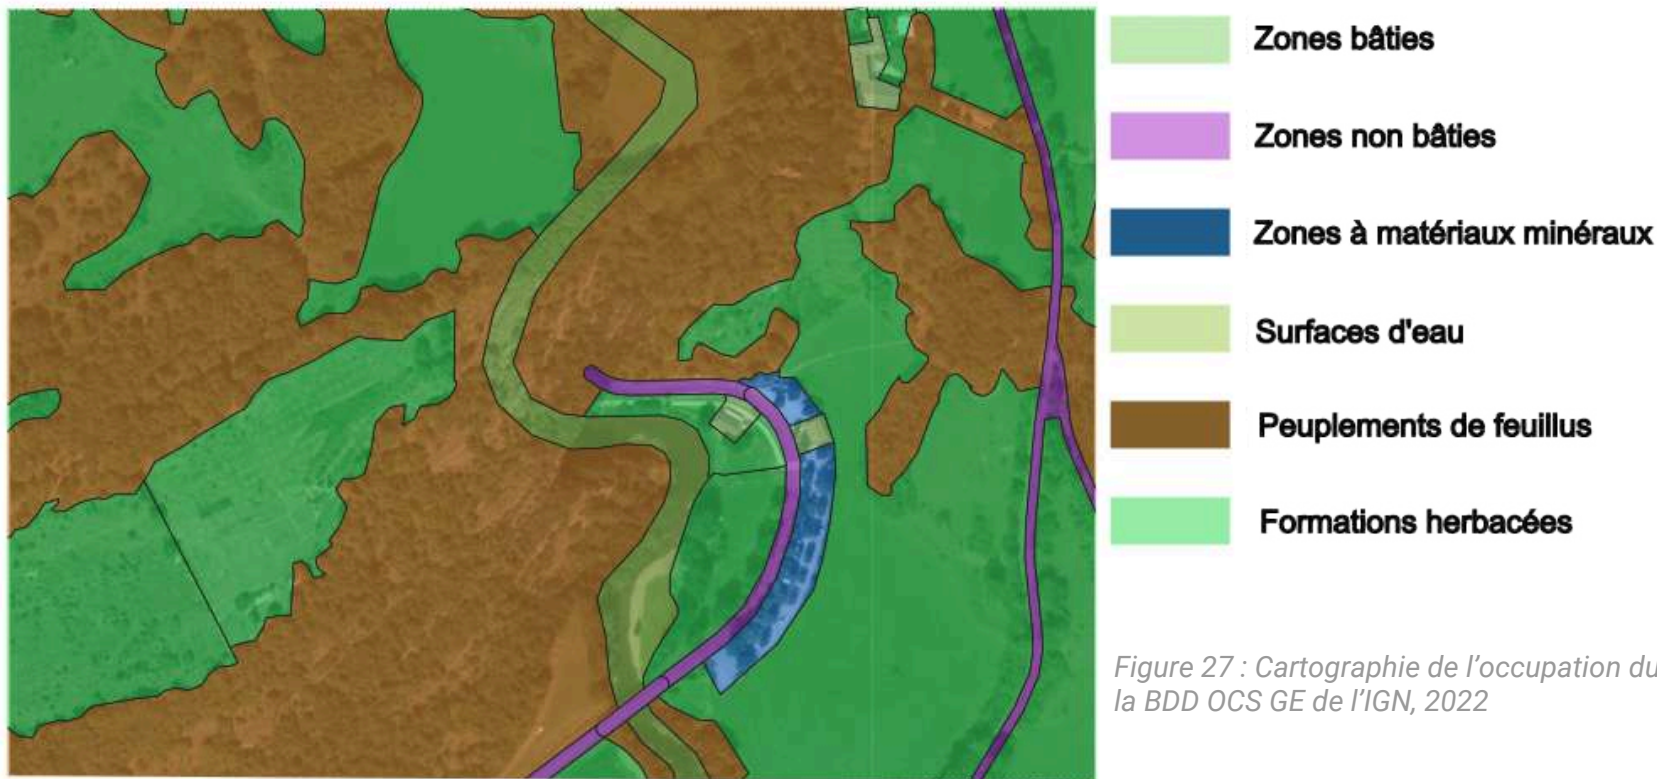 Zones bâties
Zones non bâties
Zones à matériaux minéraux
Surfaces d'eau
Peuplements de feuillus
Formations herbacées
Figure 27 : Cartographie de l'occupation du
la BDD OCS GE de l'IGN, 2022